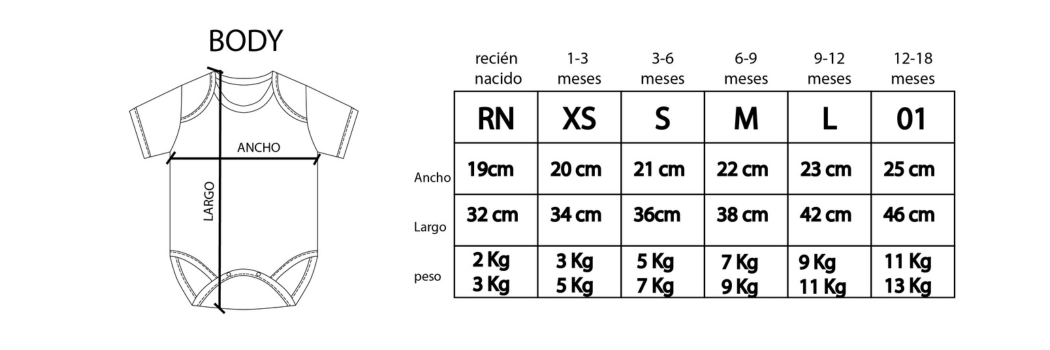 BODY
ANCHO
LARGO
recién nacido 1-3 meses 3-6 meses 6-9 meses 9-12 meses 12-18 meses
RN XS S M L 01
Ancho 19cm 20 cm 21 cm 22 cm 23 cm 25 cm
Largo 32 cm 34 cm 36cm 38 cm 42 cm 46 cm
peso 2 Kg 3 Kg 5 Kg 7 Kg 9 Kg 11 Kg
3 Kg 5 Kg 7 Kg 9 Kg 11 Kg 13 Kg